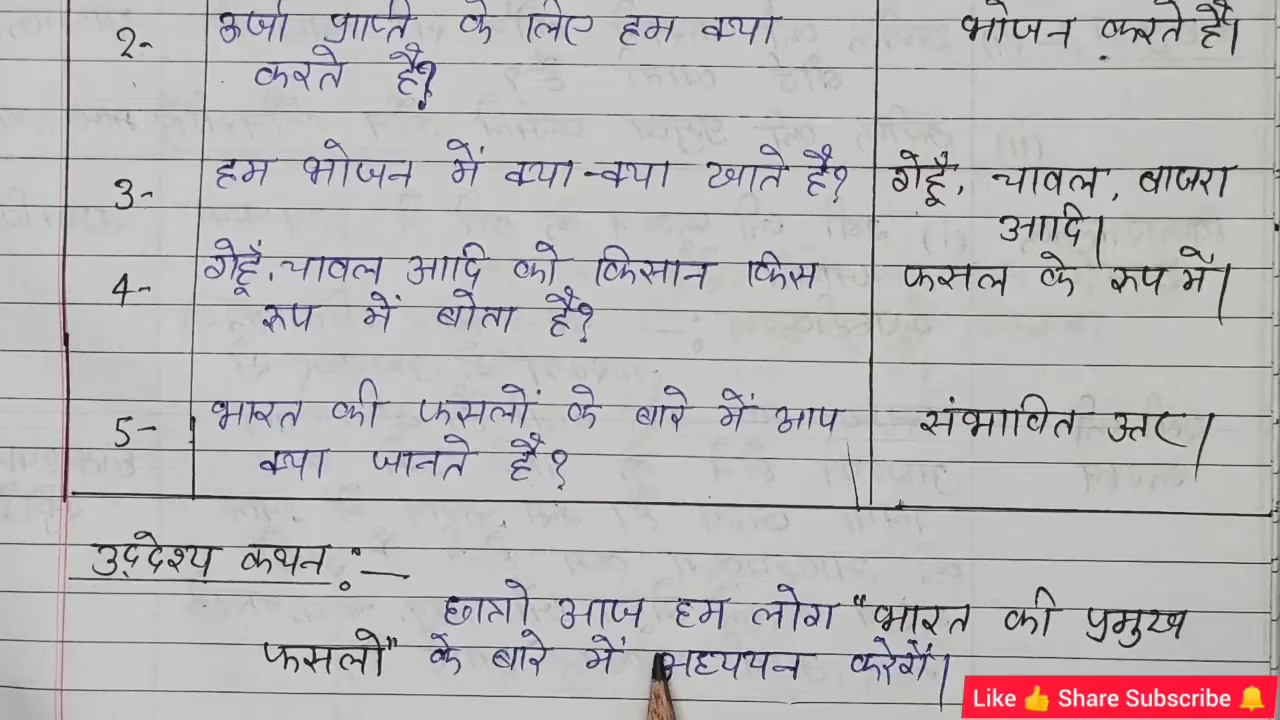 2- ऊर्जा प्राप्ति के लिए हम क्या भोजन करते हैं।
करते हैं?
3- हम भोजन में क्या-क्या खाते है? गेहूँ, चावल, बाजरा
आदि।
4- गेहूँ, चावल आदि को किसान किस फसल के रूप में।
रूप में बोता है?
5- भारत की फसलों के बारे में आप संभावित उत्तर।
क्या जानते हैं?
उद्देश्य कथन :-
छात्रो आज हम लोग "भारत की प्रमुख
फसलो" के बारे में अध्ययन करेगें।
Like 👍 Share Subscribe 🔔